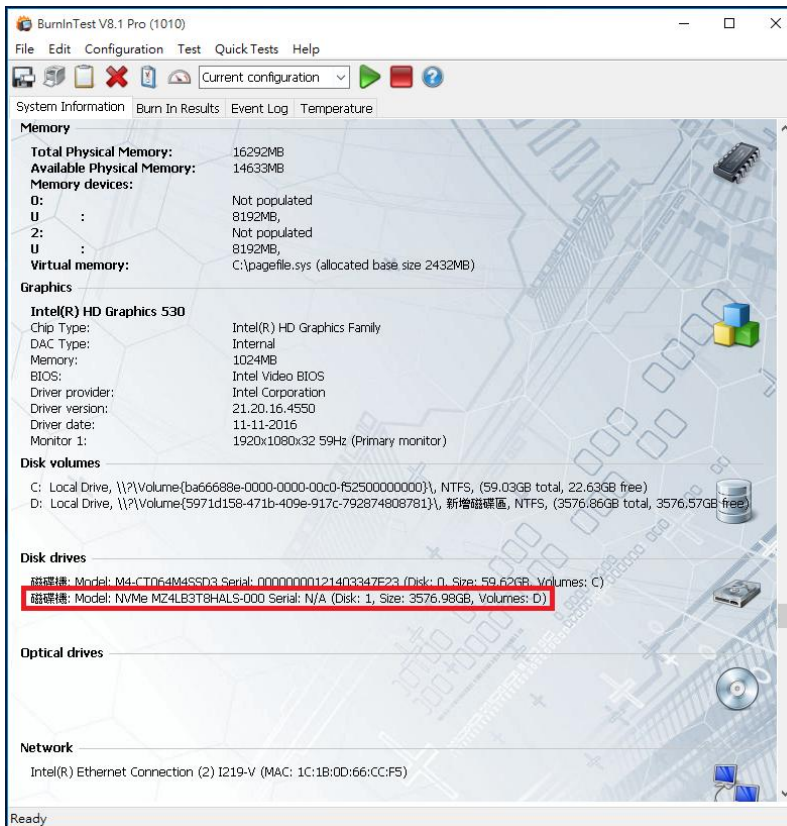 BurnInTest V8.1 Pro (1010)
File Edit Configuration Test Quick Tests Help
Current configuration
System Information Burn In Results Event Log Temperature
Memory
Total Physical Memory: 16292MB
Available Physical Memory: 14633MB
Memory devices:
0: Not populated
U : 8192MB,
2: Not populated
U : 8192MB,
Virtual memory: C:\pagefile.sys (allocated base size 2432MB)
Graphics
Intel(R) HD Graphics 530
Chip Type: Intel(R) HD Graphics Family
DAC Type: Internal
Memory: 1024MB
BIOS: Intel Video BIOS
Driver provider: Intel Corporation
Driver version: 21.20.16.4550
Driver date: 11-11-2016
Monitor 1: 1920x1080x32 59Hz (Primary monitor)
Disk volumes
C: Local Drive, \\?\Volume{ba66688e-0000-0000-00c0-f52500000000}\, NTFS, (59.03GB total, 22.63GB free)
D: Local Drive, \\?\Volume{5971d158-471b-409e-917c-792874808781}\, 新增磁碟區, NTFS, (3576.86GB total, 3576.57GB free)
Disk drives
磁碟機: Model: M4-CT064M4SSD3 Serial: 00000000121403347E23 (Disk: 0, Size: 59.62GB, Volumes: C)
磁碟機: Model: NVMe MZ4LB3T8HALS-000 Serial: N/A (Disk: 1, Size: 3576.98GB, Volumes: D)
Optical drives
Network
Intel(R) Ethernet Connection (2) I219-V (MAC: 1C:1B:0D:66:CC:F5)
Ready